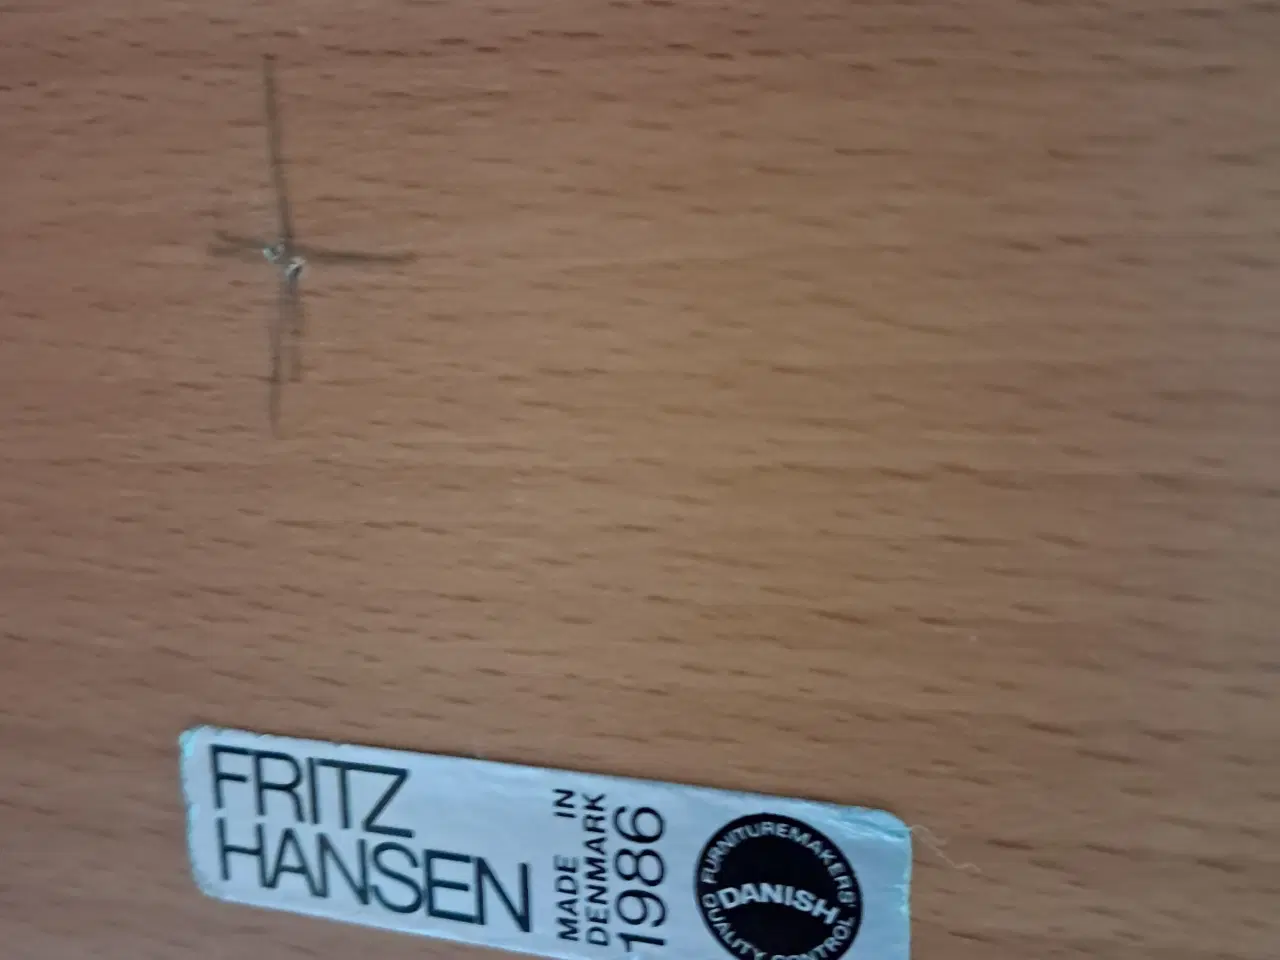 FRITZ
HANSEN
MADE IN
DENMARK
1986
FURNITUREMAKERS'
DANISH
QUALITY CONTROL